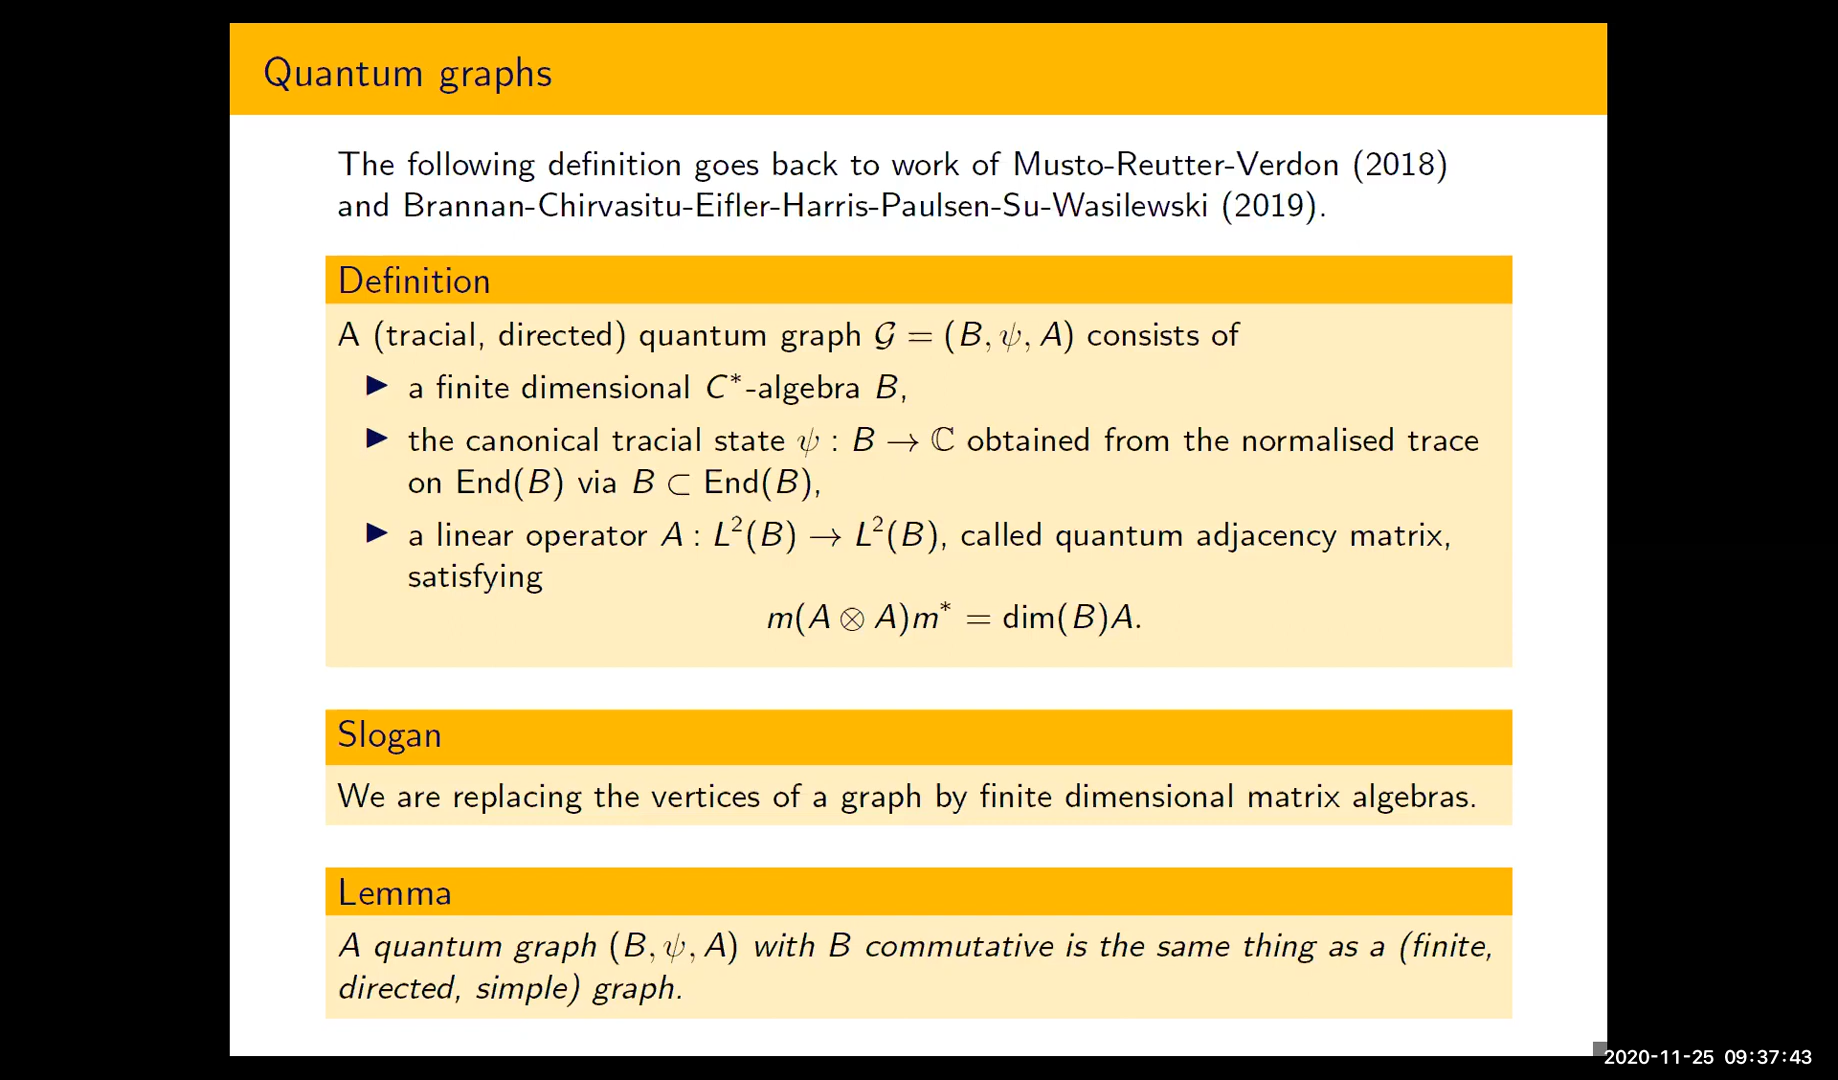 Quantum graphs
The following definition goes back to work of Musto-Reutter-Verdon (2018)
and Brannan-Chirvasitu-Eifler-Harris-Paulsen-Su-Wasilewski (2019).
Definition
A (tracial, directed) quantum graph 𝒢 = (B, ψ, A) consists of
▶ a finite dimensional C*-algebra B,
▶ the canonical tracial state ψ : B → ℂ obtained from the normalised trace
on End(B) via B ⊂ End(B),
▶ a linear operator A : L²(B) → L²(B), called quantum adjacency matrix,
satisfying
m(A ⊗ A)m* = dim(B)A.
Slogan
We are replacing the vertices of a graph by finite dimensional matrix algebras.
Lemma
A quantum graph (B, ψ, A) with B commutative is the same thing as a (finite,
directed, simple) graph.
2020-11-25 09:37:43